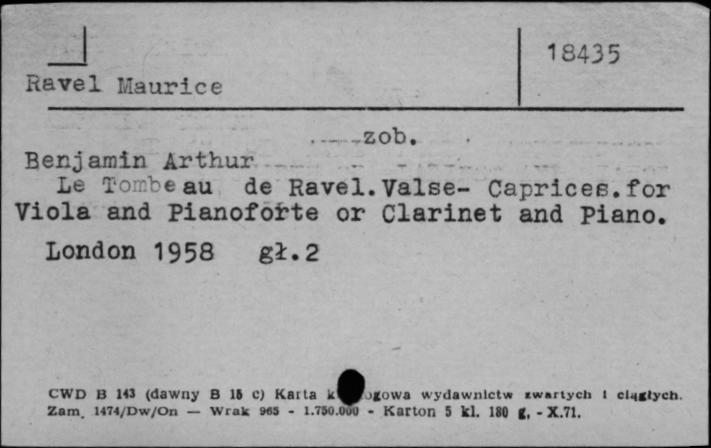 18435
Ravel Maurice
zob.
Benjamin Arthur
Le Tombeau de Ravel.Valse- Caprices.for
Viola and Pianoforte or Clarinet and Piano.
London 1958 gł.2
CWD B 143 (dawny B 15 c) Karta wydawnictw zwartych i ciągłych.
Zam. 1474/Dw/On — Wrak 965 - 1.750.000 - Karton 5 kl. 180 g. - X.71.